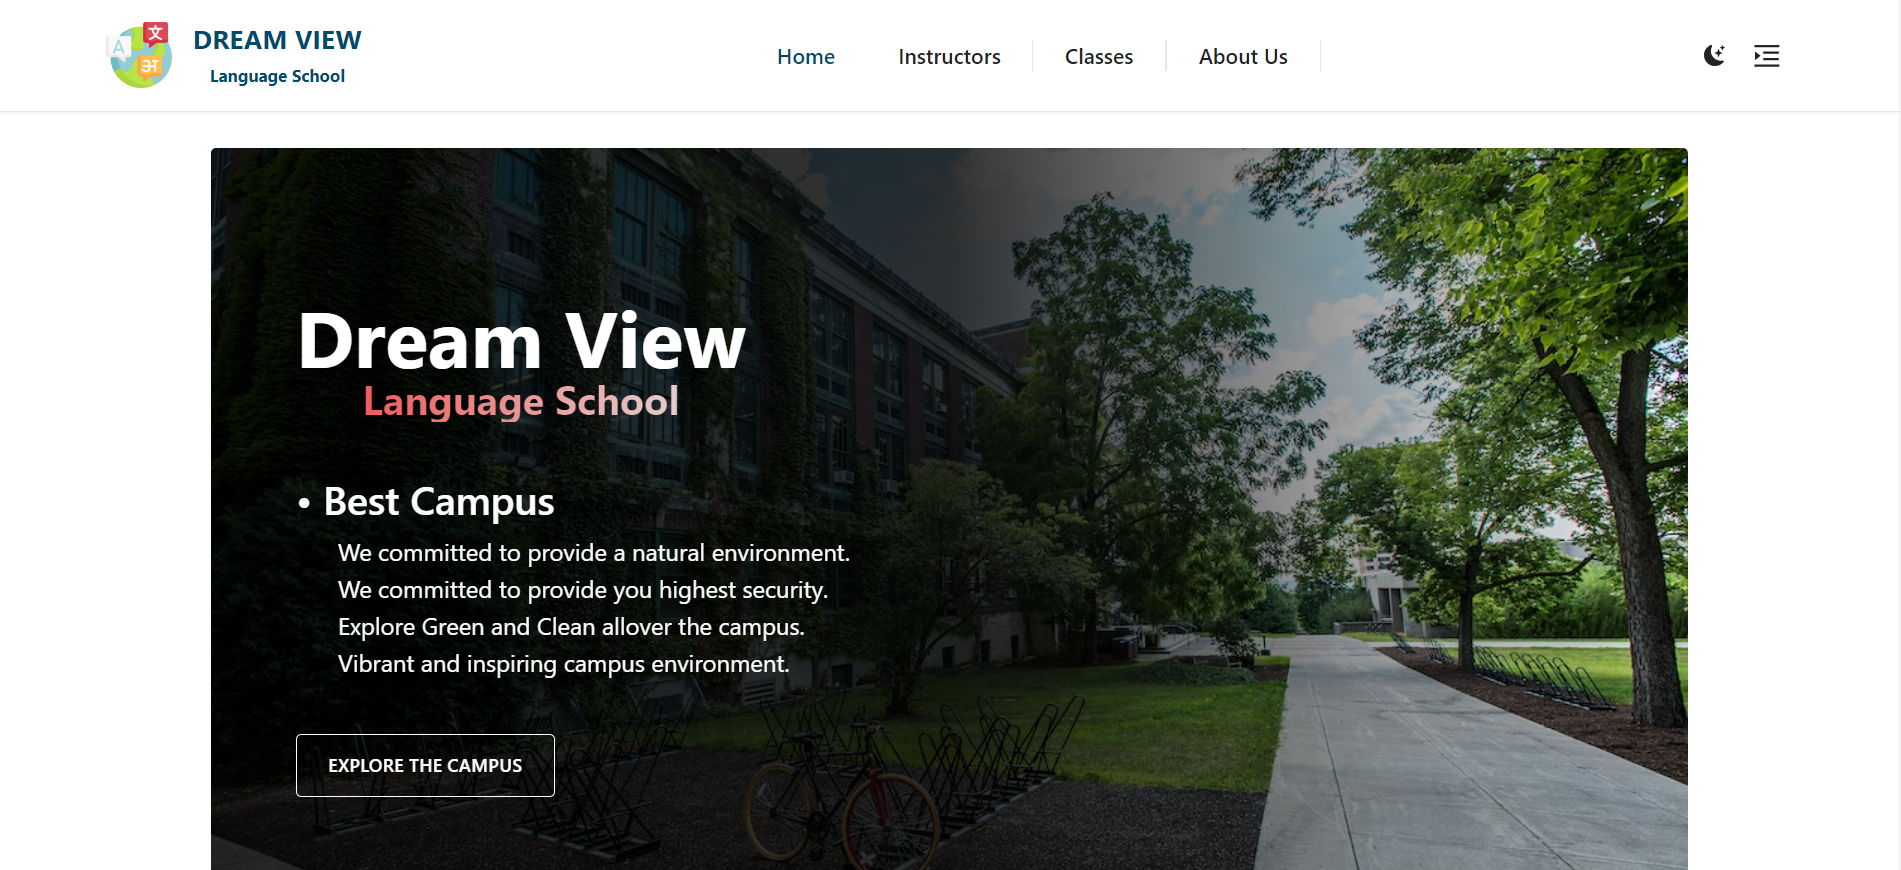 A 文 अ
DREAM VIEW
Language School
Home Instructors Classes About Us
Dream View
Language School
• Best Campus
We committed to provide a natural environment.
We committed to provide you highest security.
Explore Green and Clean allover the campus.
Vibrant and inspiring campus environment.
EXPLORE THE CAMPUS